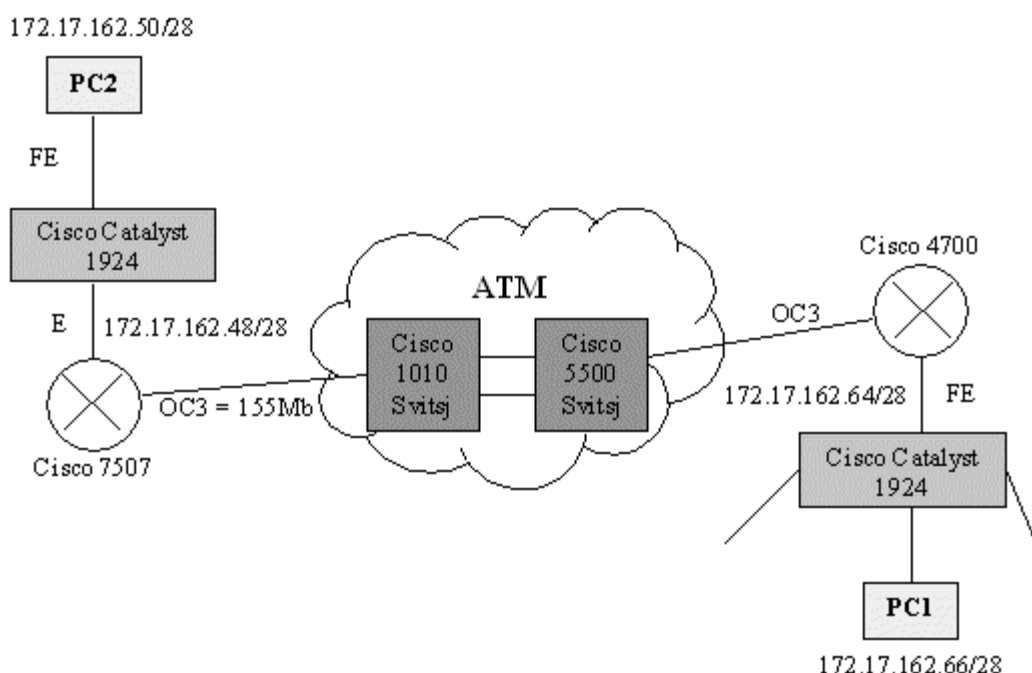 172.17.162.50/28
PC2
FE
Cisco Catalyst
1924
E
172.17.162.48/28
Cisco 7507
OC3 = 155Mb
ATM
Cisco
1010
Svitsj
Cisco
5500
Svitsj
OC3
Cisco 4700
172.17.162.64/28
FE
Cisco Catalyst
1924
PC1
172.17.162.66/28